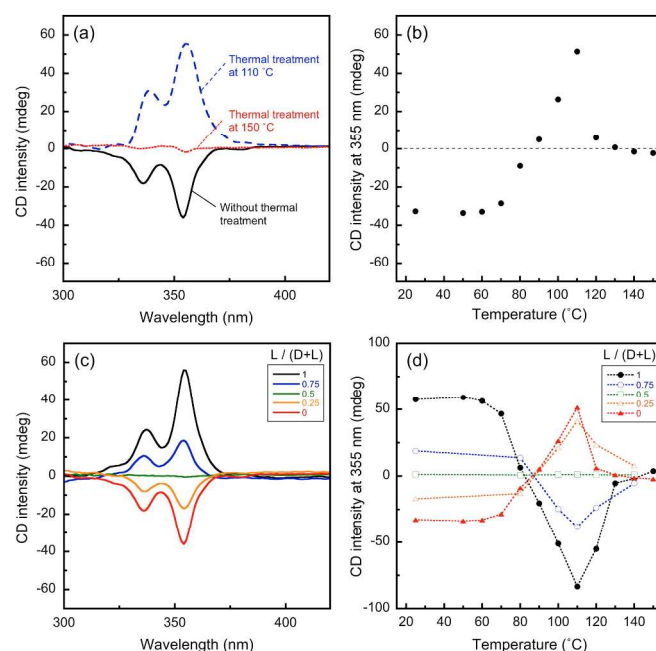 (a)
60
40
20
0
-20
-40
-60
CD intensity (mdeg)
Thermal treatment
at 110 ˚C
Thermal treatment
at 150 ˚C
Without thermal
treatment
300
350
400
Wavelength (nm)
(b)
60
40
20
0
-20
-40
-60
CD intensity at 355 nm (mdeg)
20
40
60
80
100
120
140
Temperature (˚C)
(c)
L / (D+L)
1
0.75
0.5
0.25
0
60
40
20
0
-20
-40
-60
CD intensity (mdeg)
300
350
400
Wavelength (nm)
(d)
L / (D+L)
1
0.75
0.5
0.25
0
100
50
0
-50
-100
CD intensity at 355 nm (mdeg)
20
40
60
80
100
120
140
Temperature (˚C)